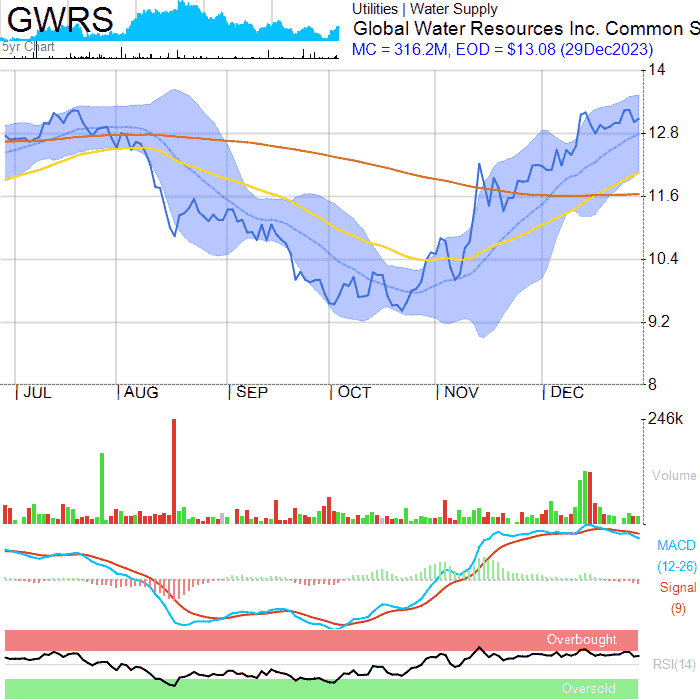 GWRS
5yr Chart
Utilities | Water Supply
Global Water Resources Inc. Common S
MC = 316.2M, EOD = $13.08 (29Dec2023)
14
12.8
11.6
10.4
9.2
8
| JUL | AUG | SEP | OCT | NOV | DEC
246k
Volume
MACD
(12-26)
Signal
(9)
Overbought
RSI(14)
Oversold